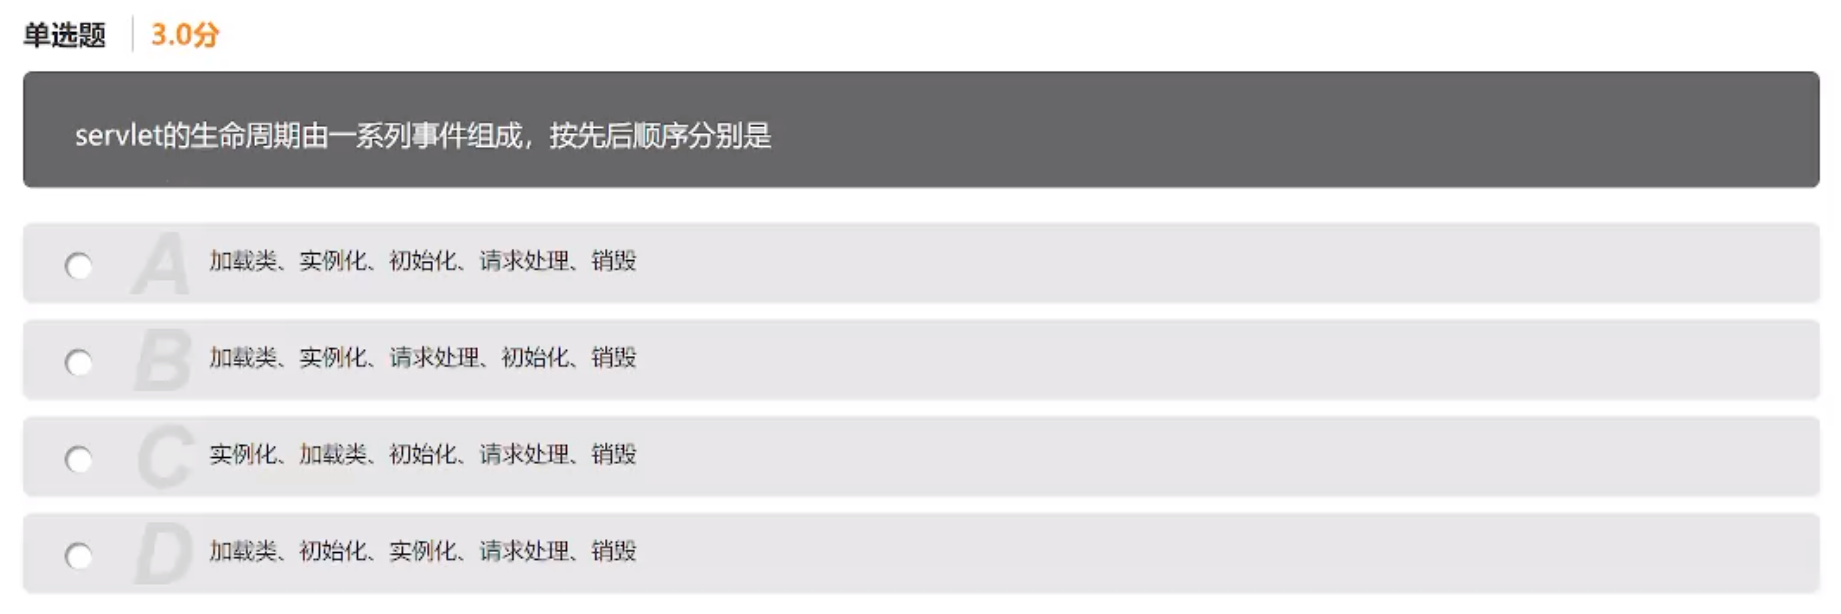 单选题 3.0分
servlet的生命周期由一系列事件组成，按先后顺序分别是
A 加载类、实例化、初始化、请求处理、销毁
B 加载类、实例化、请求处理、初始化、销毁
C 实例化、加载类、初始化、请求处理、销毁
D 加载类、初始化、实例化、请求处理、销毁